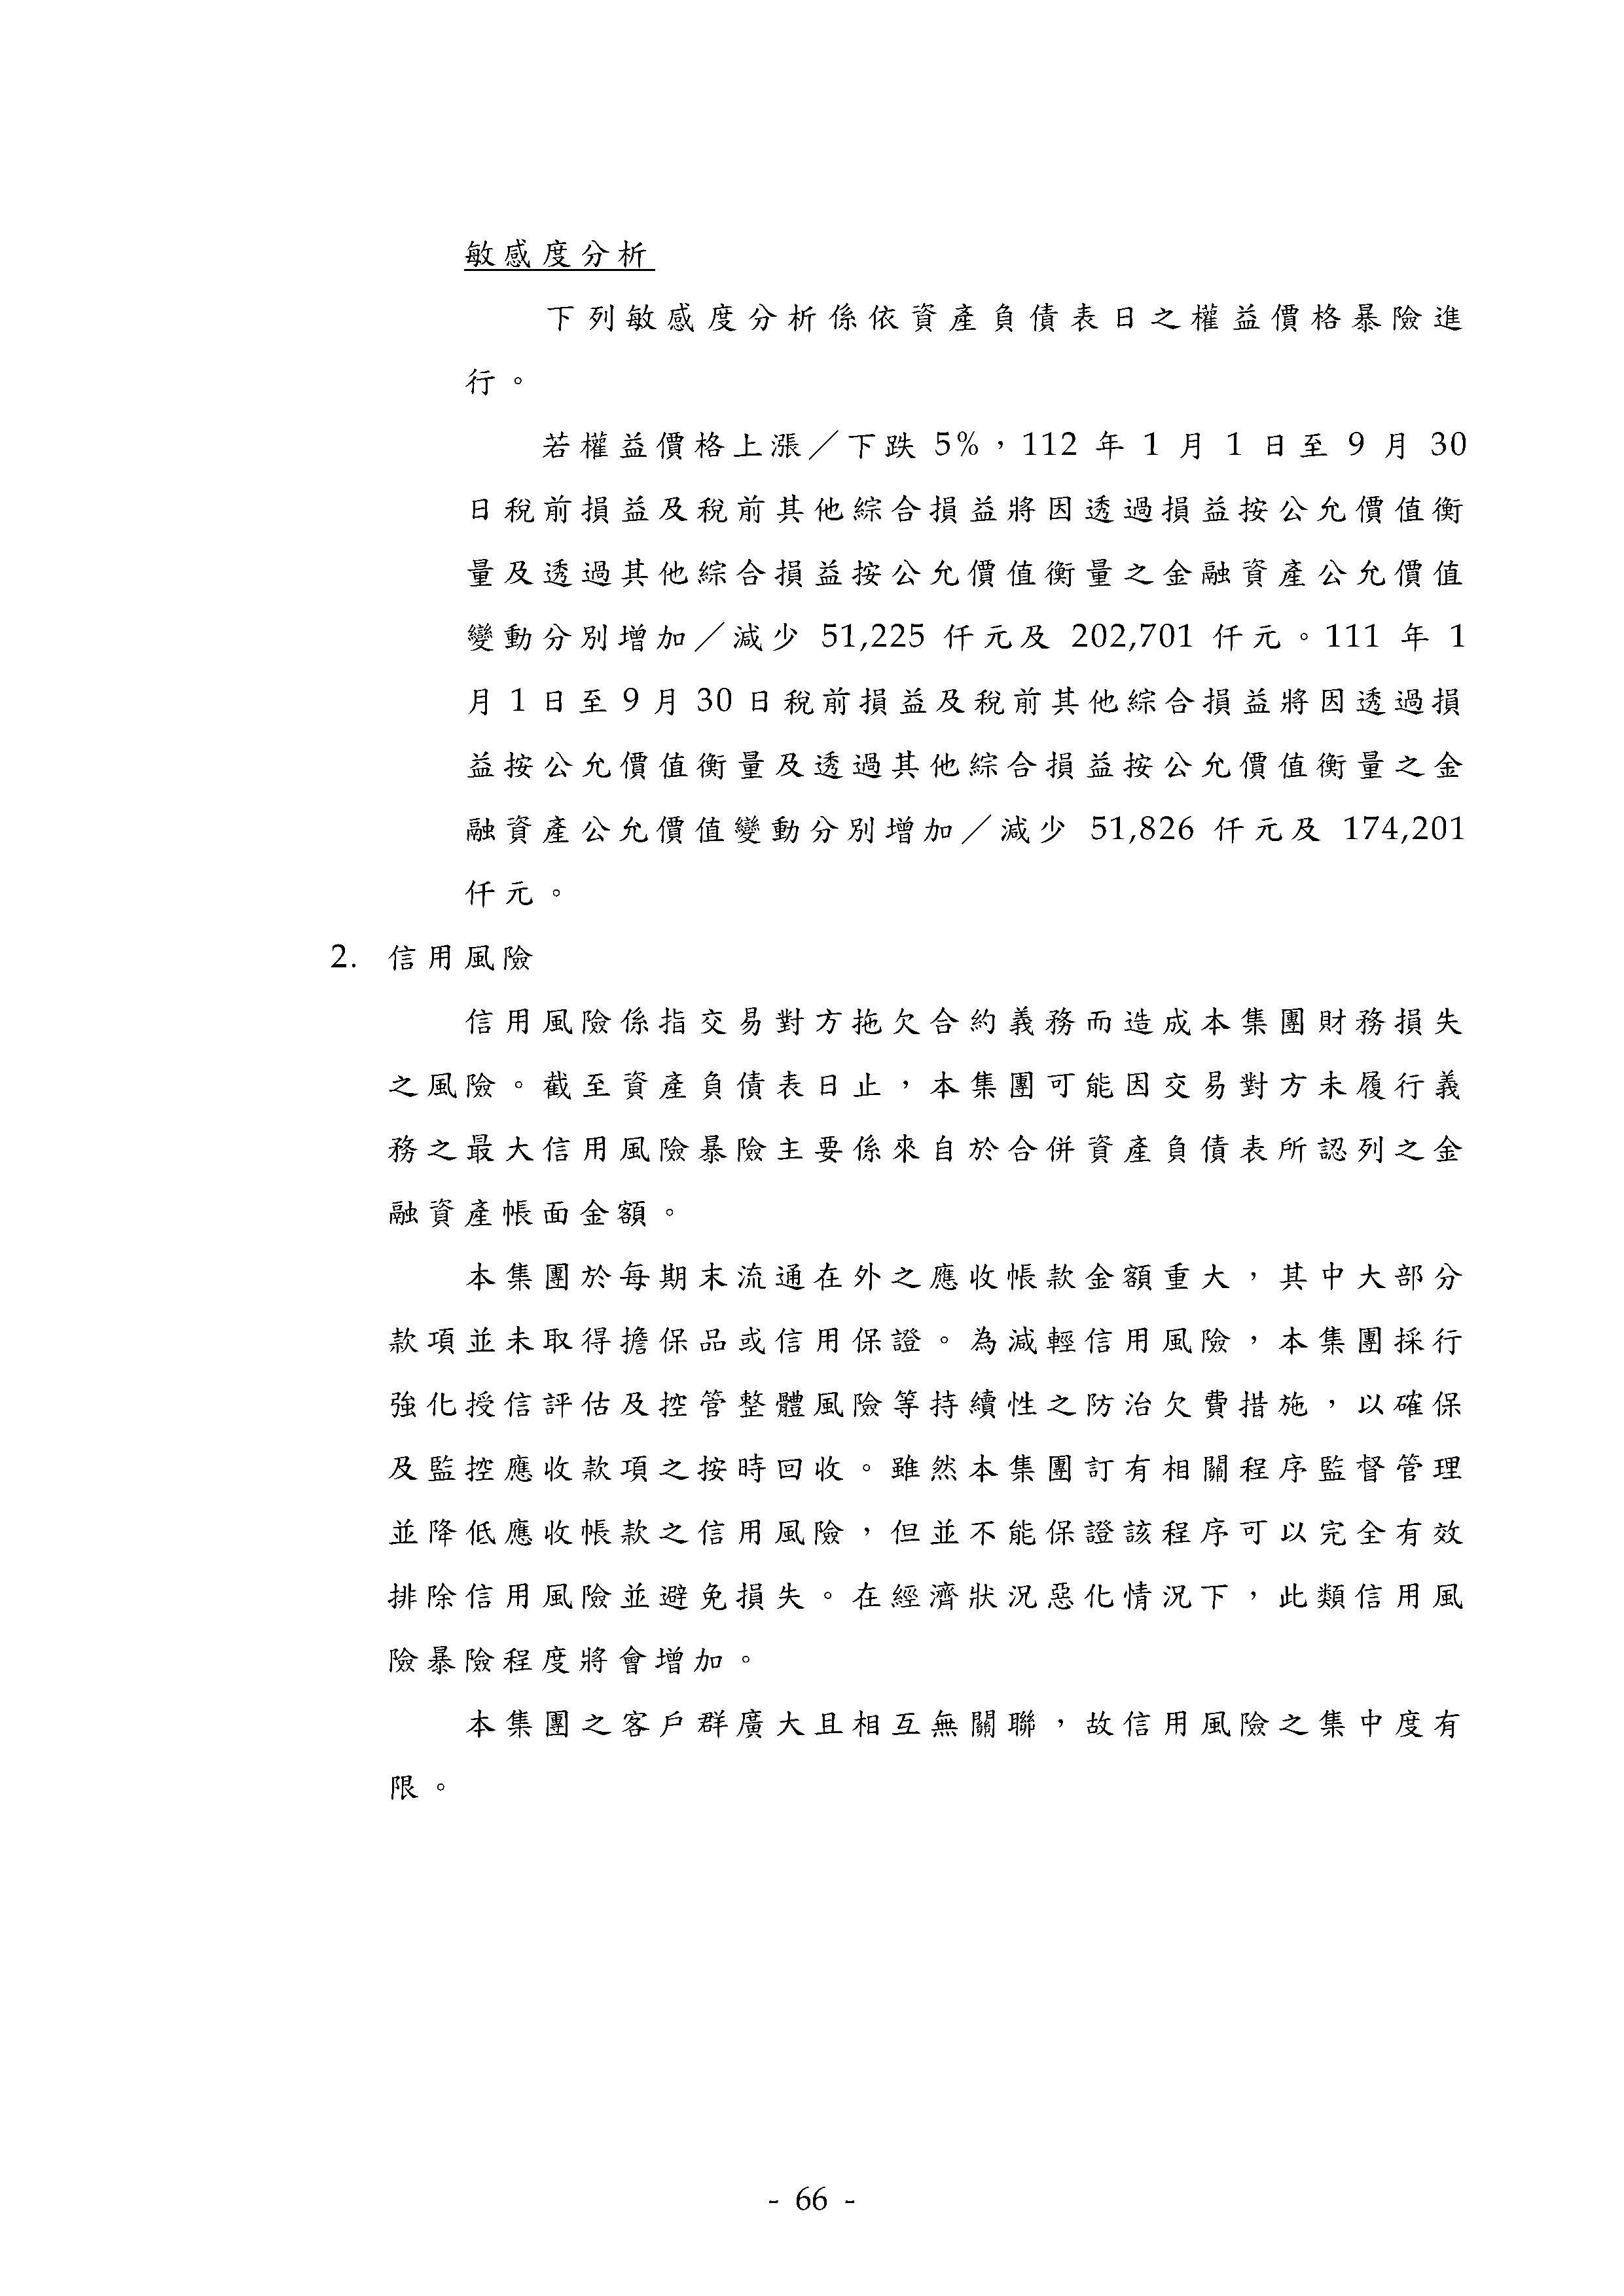 敏感度分析
下列敏感度分析係依資產負債表日之權益價格暴險進
行。
若權益價格上漲／下跌 5%，112 年 1 月 1 日至 9 月 30
日稅前損益及稅前其他綜合損益將因透過損益按公允價值衡
量及透過其他綜合損益按公允價值衡量之金融資產公允價值
變動分別增加／減少 51,225 仟元及 202,701 仟元。111 年 1
月 1 日至 9 月 30 日稅前損益及稅前其他綜合損益將因透過損
益按公允價值衡量及透過其他綜合損益按公允價值衡量之金
融資產公允價值變動分別增加／減少 51,826 仟元及 174,201
仟元。
2. 信用風險
信用風險係指交易對方拖欠合約義務而造成本集團財務損失
之風險。截至資產負債表日止，本集團可能因交易對方未履行義
務之最大信用風險暴險主要係來自於合併資產負債表所認列之金
融資產帳面金額。
本集團於每期末流通在外之應收帳款金額重大，其中大部分
款項並未取得擔保品或信用保證。為減輕信用風險，本集團採行
強化授信評估及控管整體風險等持續性之防治欠費措施，以確保
及監控應收款項之按時回收。雖然本集團訂有相關程序監督管理
並降低應收帳款之信用風險，但並不能保證該程序可以完全有效
排除信用風險並避免損失。在經濟狀況惡化情況下，此類信用風
險暴險程度將會增加。
本集團之客戶群廣大且相互無關聯，故信用風險之集中度有
限。
- 66 -